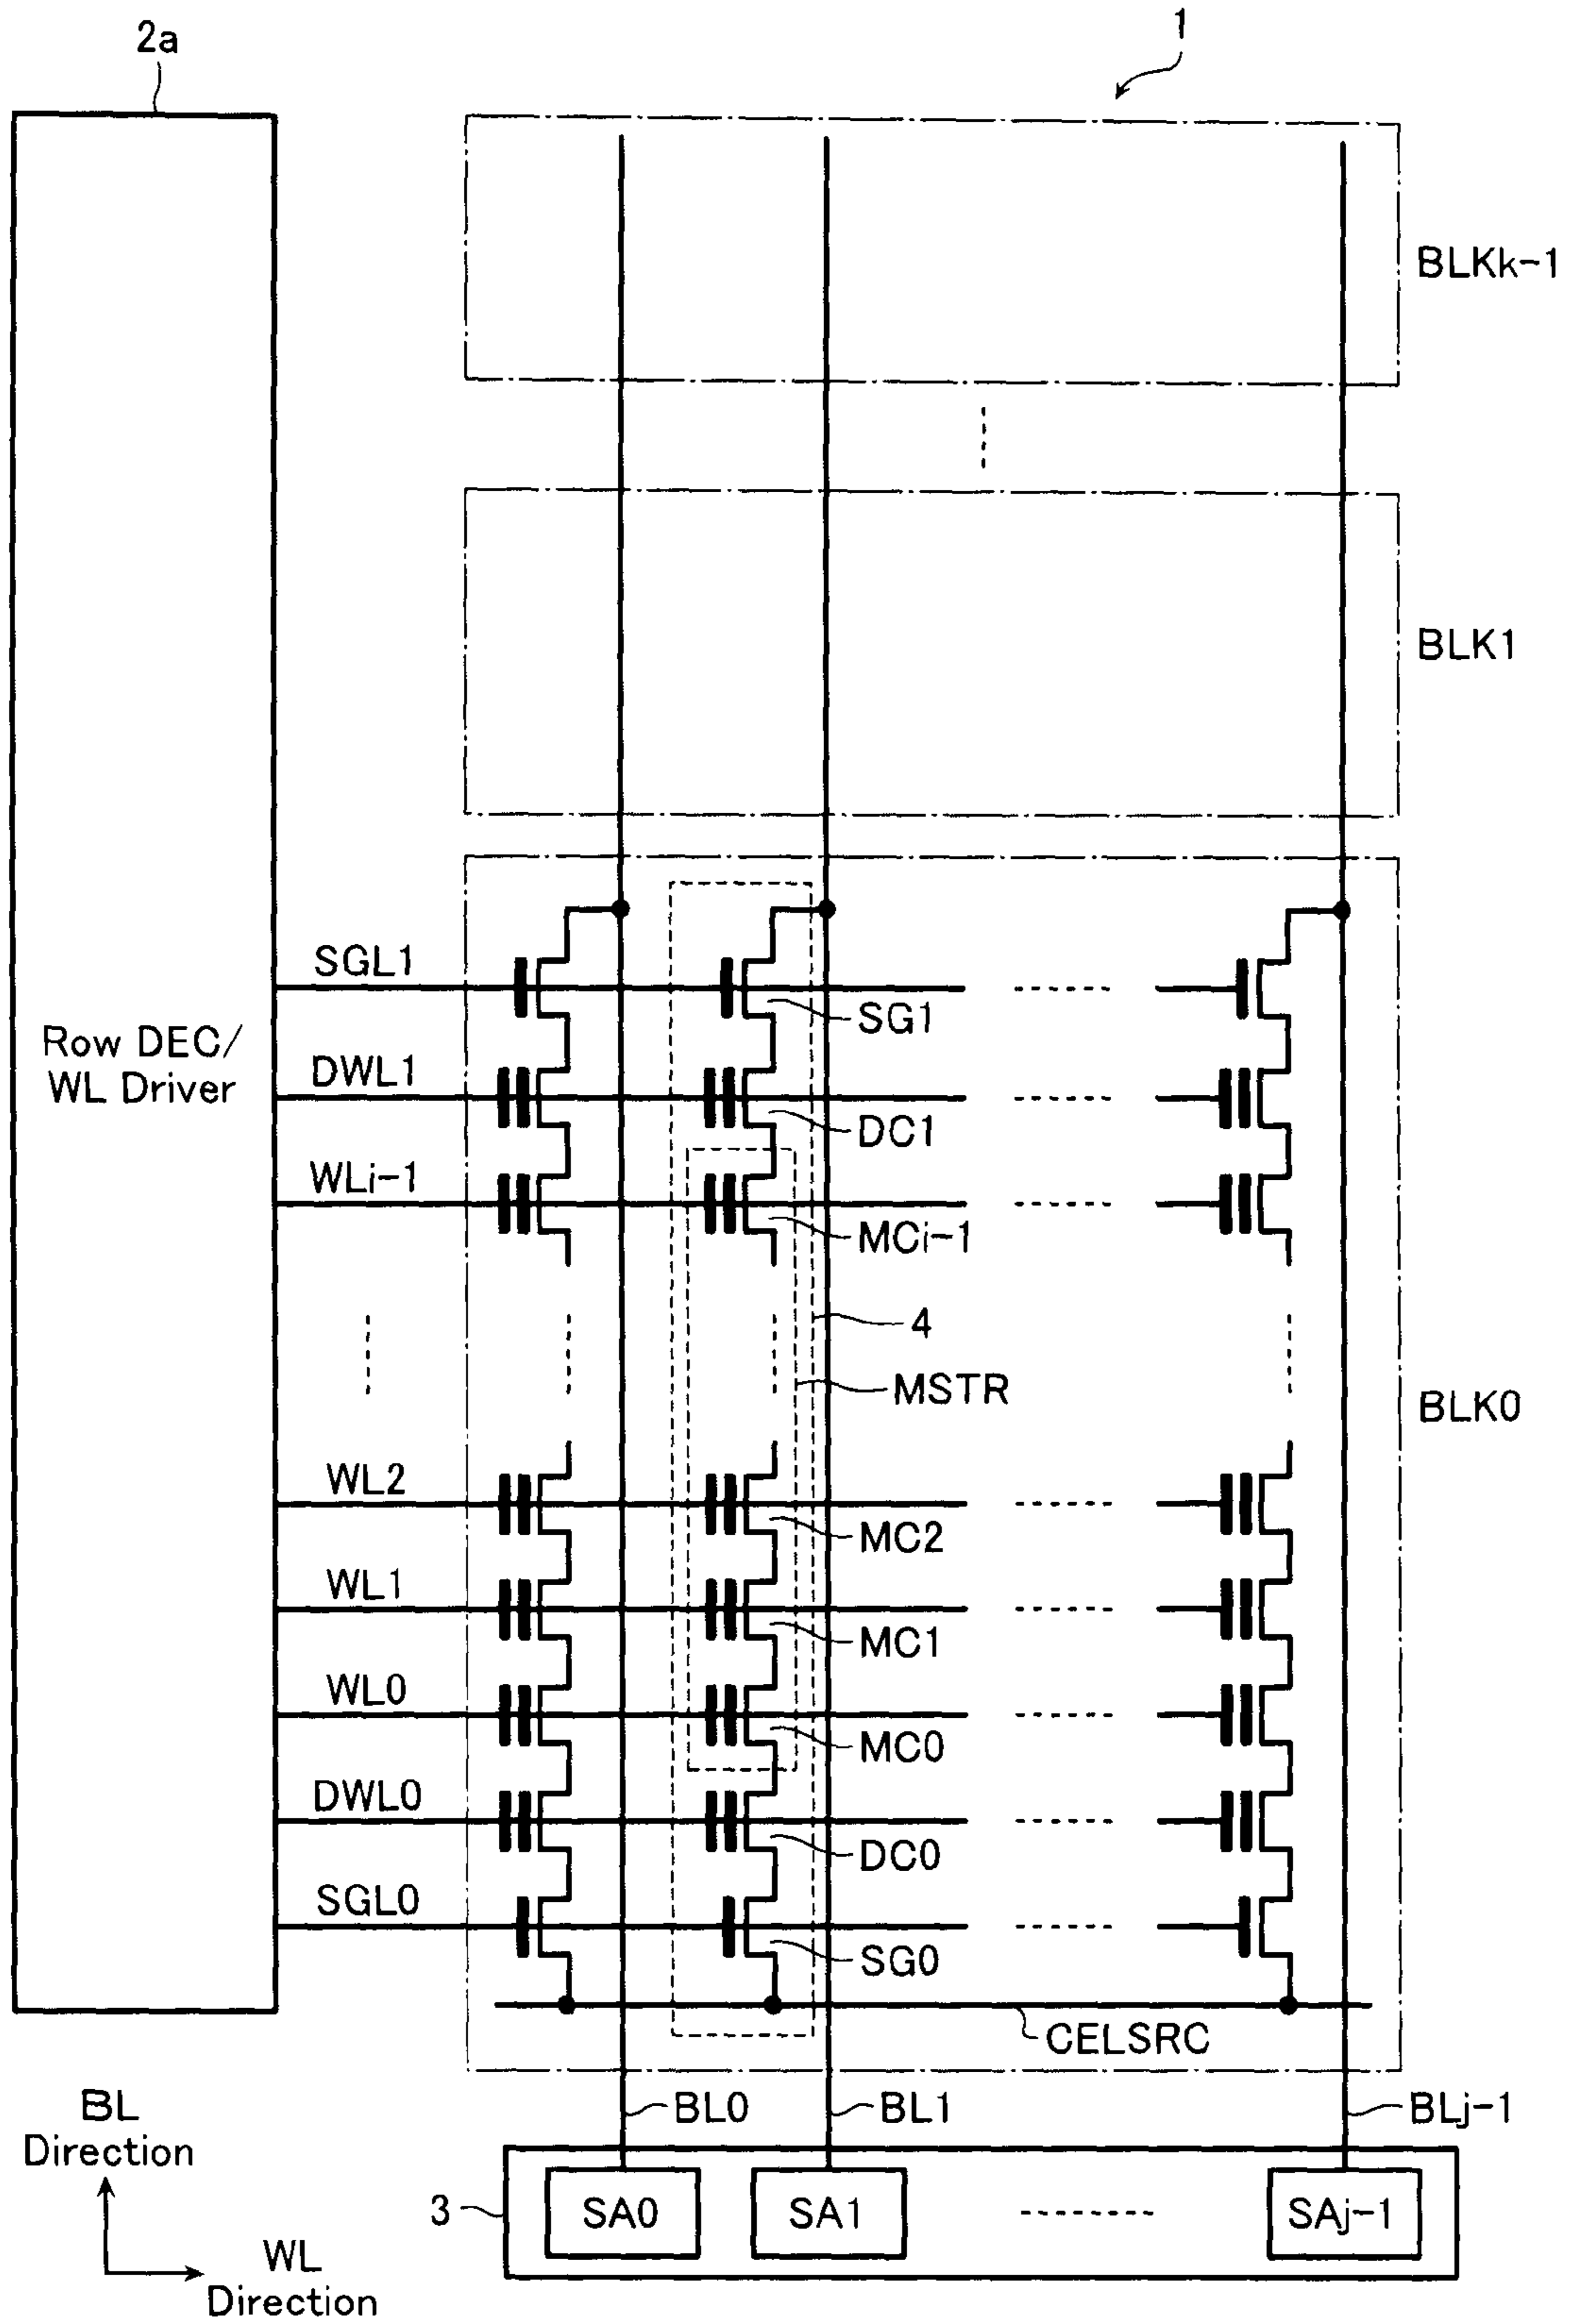 2a
1
BLKk-1
BLK1
SGL1
SG1
Row DEC/
WL Driver
DWL1
DC1
WLi-1
MCi-1
4
MSTR
BLK0
WL2
MC2
WL1
MC1
WL0
MC0
DWL0
DC0
SGL0
SG0
CELSRC
BL0
BL1
BLj-1
BL
Direction
3
SA0
SA1
SAj-1
WL
Direction